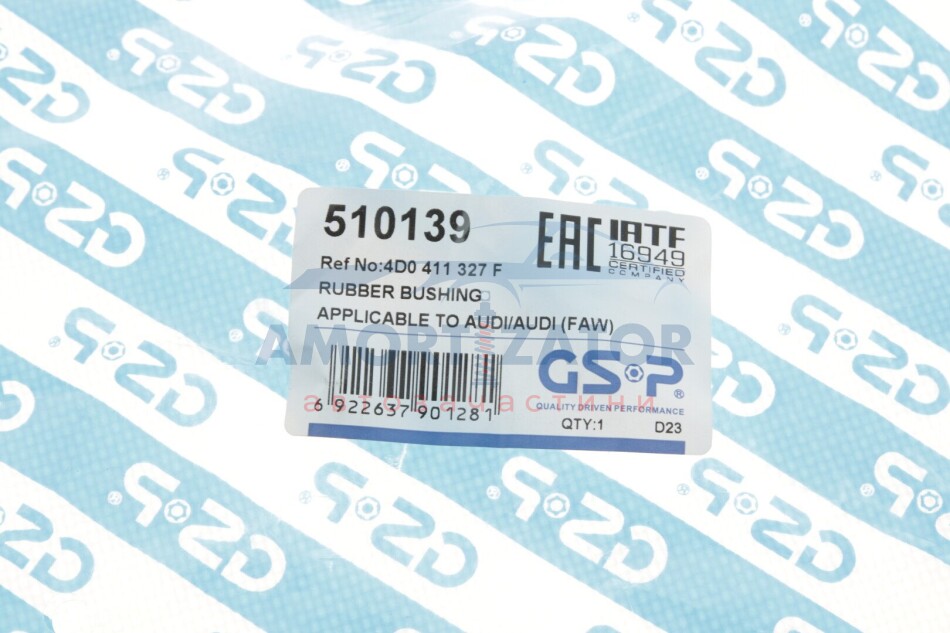 510139
EAC
IATF
16949
CERTIFIED
COMPANY
Ref No:4D0 411 327 F
RUBBER BUSHING
APPLICABLE TO AUDI/AUDI (FAW)
AMORTIZATOR
автозапчастини
6 922637 901281
GSP®
QUALITY DRIVEN PERFORMANCE
QTY:1 D23